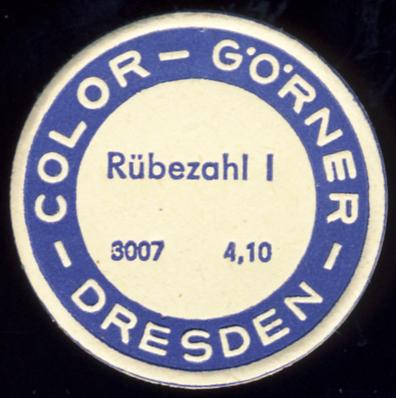 COLOR – GÖRNER – DRESDEN –
Rübezahl I
3007 4,10